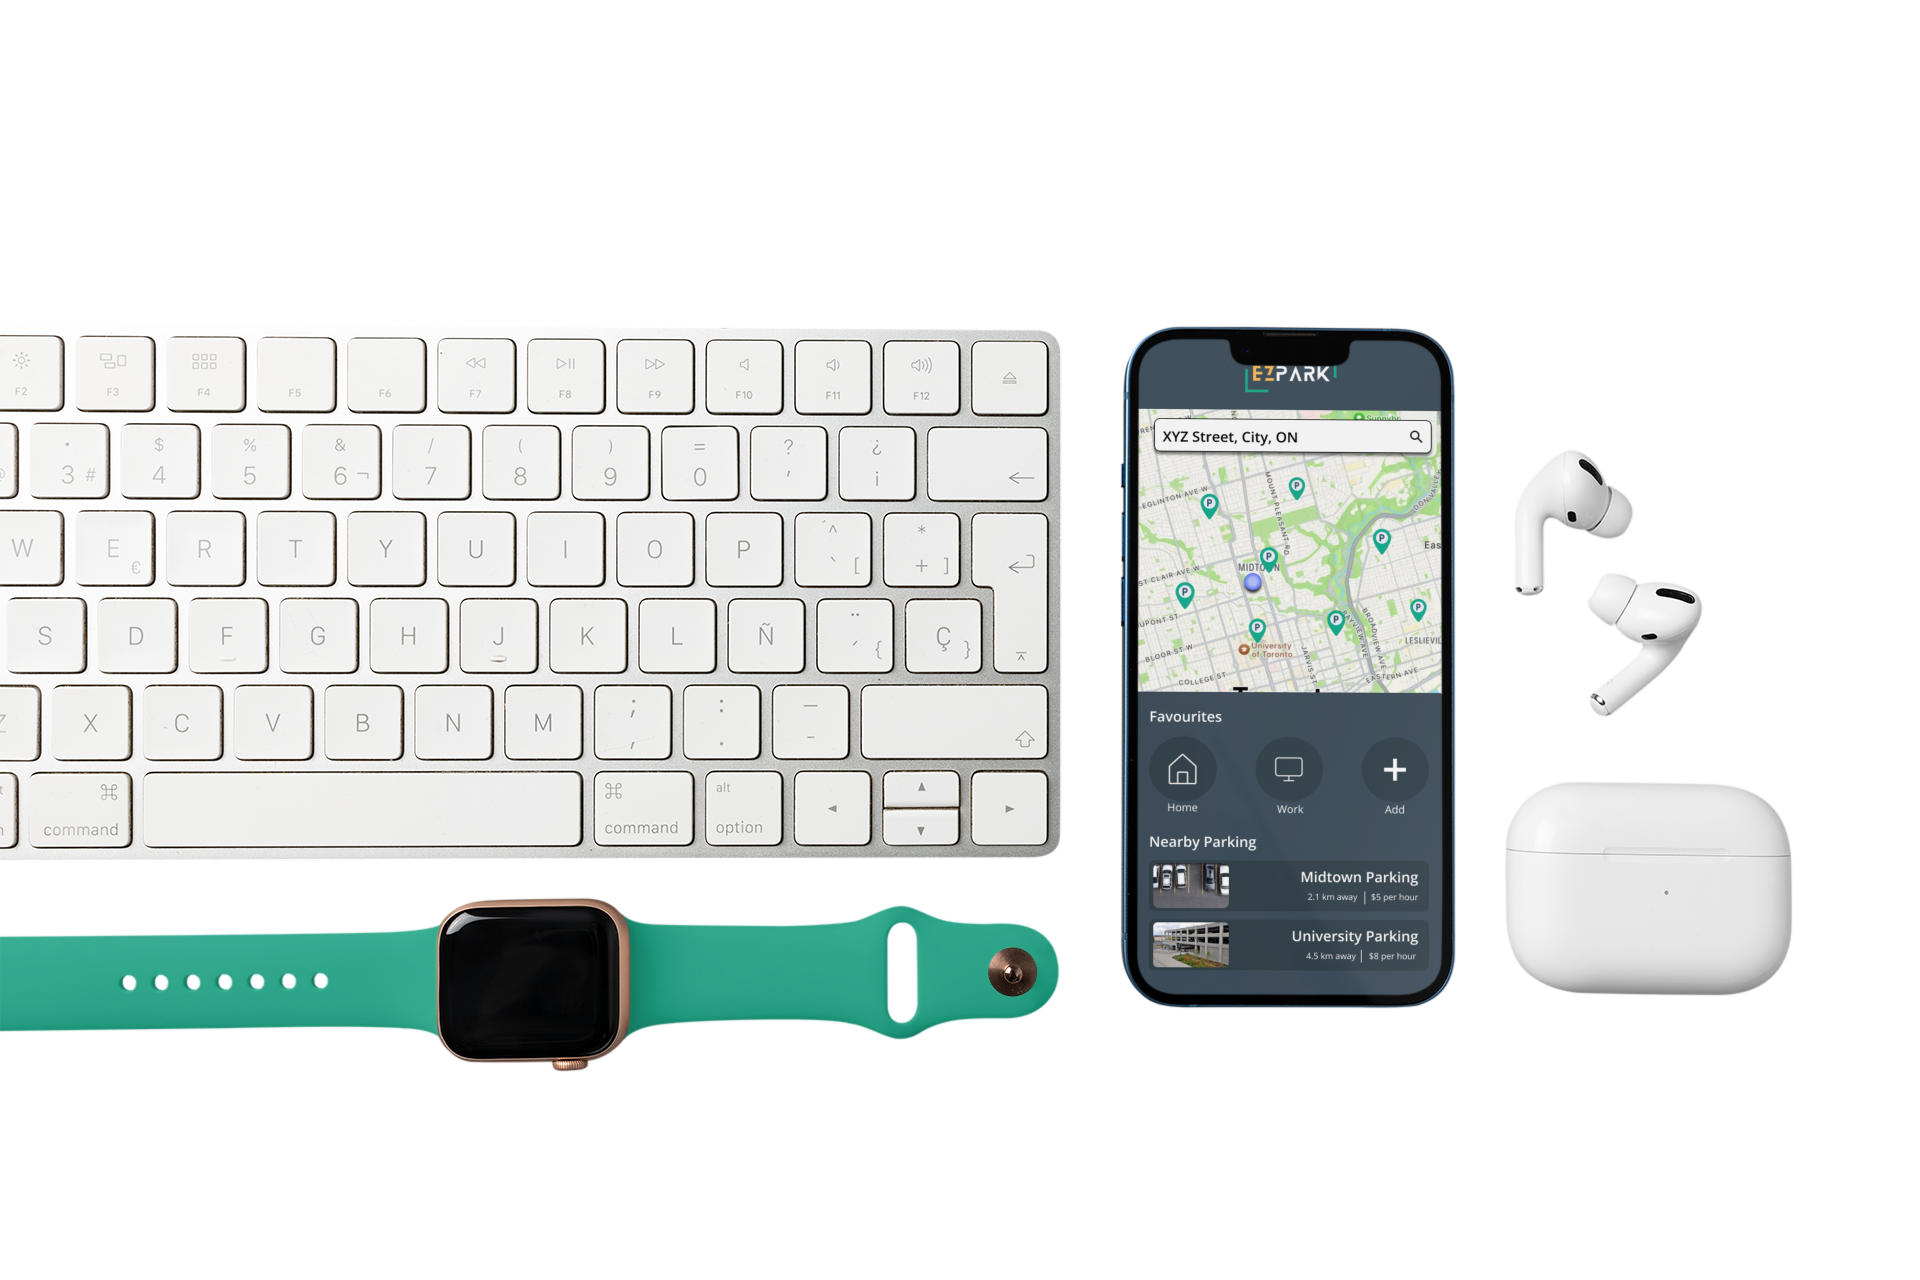 F2 F3 F4 F5 F6 F7 F8 F9 F10 F11 F12
3 # $ 4 % 5 & 6 ¬ / 7 ( 8 ) 9 = 0 ? ' ¿ ¡
W E € R T Y U I O P ^ ` [ * + ]
S D F G H J K L Ñ ¨ ´ { Ç }
Z X C V B N M ; , : . _ -
⌘ command
⌘ command
alt option
EZPARK
XYZ Street, City, ON
EGLINTON AVE W
MOUNT PLEASANT RD
DON VALLEY
Eas
MIDTOWN
ST CLAIR AVE W
DUPONT ST
BAYVIEW AVE
BROADVIEW AVE
LESLIEVIL
BLOOR ST W
University
of Toronto
JARVIS ST
COLLEGE ST
EASTERN AVE
Favourites
Home Work Add
Nearby Parking
Midtown Parking
2.1 km away | $5 per hour
University Parking
4.5 km away | $8 per hour